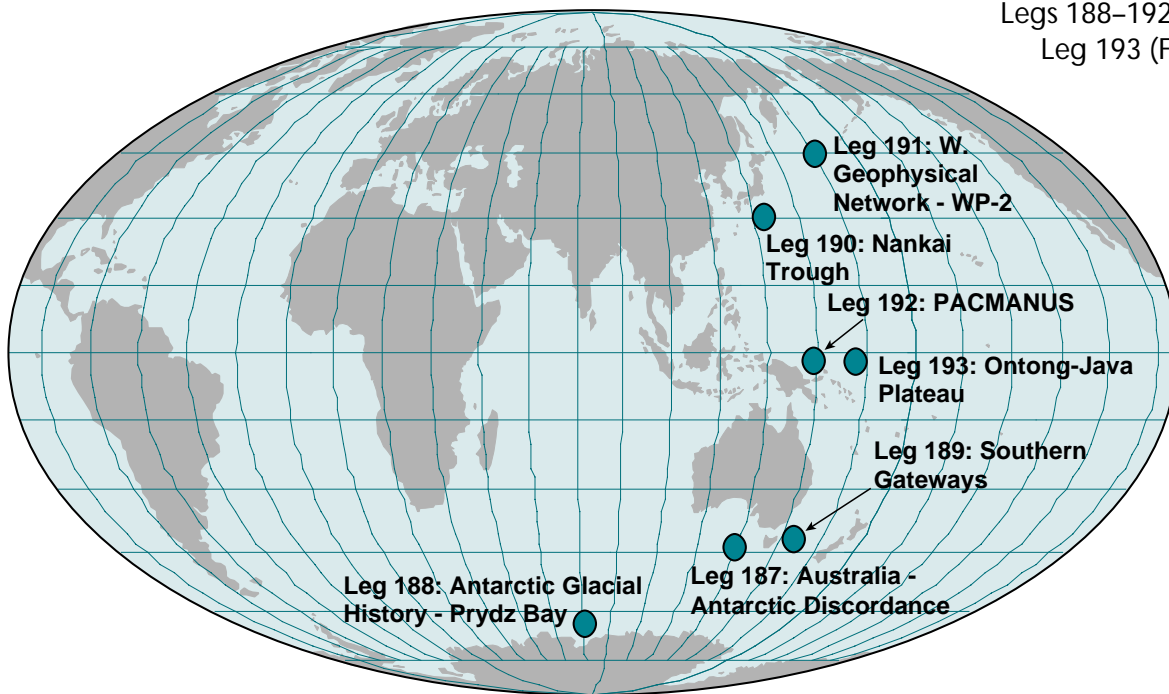 Legs 188–192
Leg 193 (F
Leg 191: W.
Geophysical
Network - WP-2
Leg 190: Nankai
Trough
Leg 192: PACMANUS
Leg 193: Ontong-Java
Plateau
Leg 189: Southern
Gateways
Leg 187: Australia -
Antarctic Discordance
Leg 188: Antarctic Glacial
History - Prydz Bay